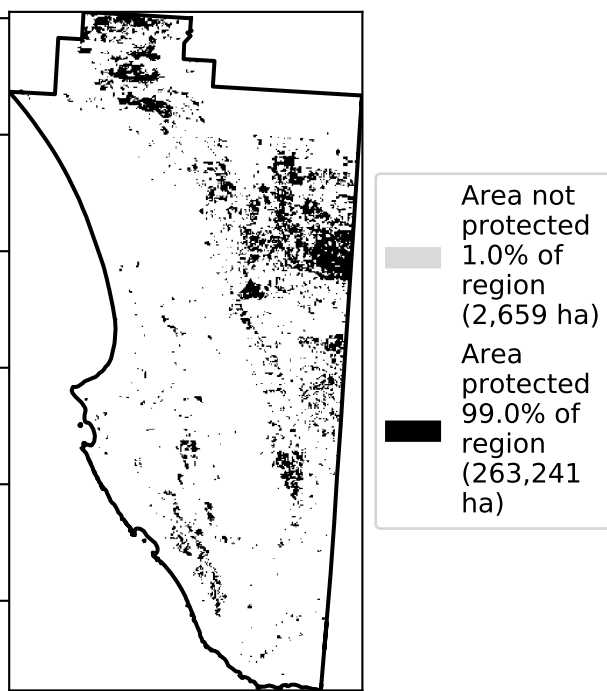 Area not
protected
1.0% of
region
(2,659 ha)
Area
protected
99.0% of
region
(263,241
ha)